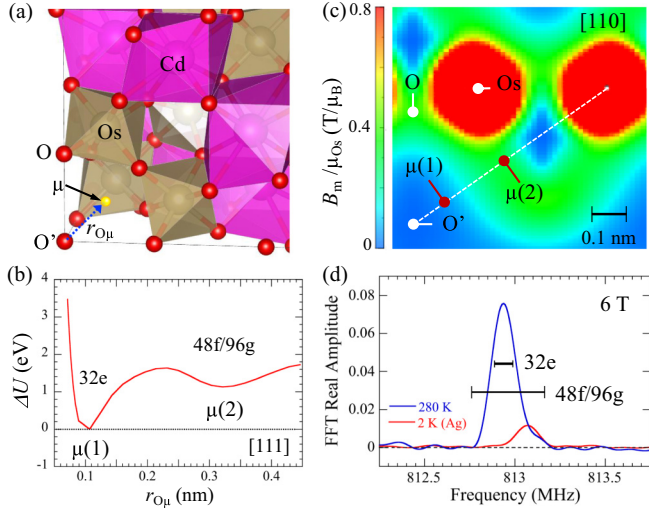 (a)
Cd
Os
O
μ
O'
r_Oμ
(b)
ΔU (eV)
4
3
2
1
0
-1
32e
48f/96g
μ(1)
μ(2)
[111]
0.1
0.2
0.3
0.4
r_Oμ (nm)
(c)
B_m /μ_Os (T/μ_B)
0.8
0.4
0
[110]
O
Os
μ(1)
μ(2)
O'
0.1 nm
(d)
FFT Real Amplitude
0.08
0.06
0.04
0.02
0
6 T
32e
48f/96g
280 K
2 K (Ag)
812.5
813
813.5
Frequency (MHz)